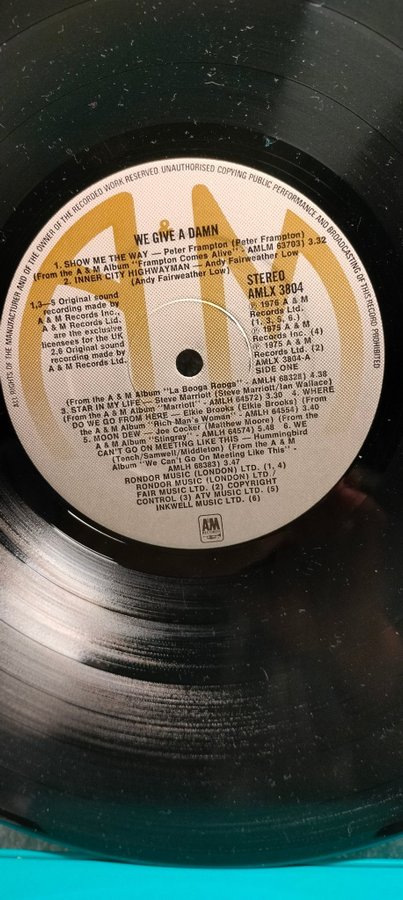 ALL RIGHTS OF THE MANUFACTURER AND OF THE OWNER OF THE RECORDED WORK RESERVED UNAUTHORISED COPYING PUBLIC PERFORMANCE AND BROADCASTING OF THIS RECORD PROHIBITED
A&M
WE GIVE A DAMN
1. SHOW ME THE WAY — Peter Frampton (Peter Frampton)
(From the A & M Album "Frampton Comes Alive" - AMLM 63703) 3.32
2. INNER CITY HIGHWAYMAN — Andy Fairweather Low
(Andy Fairweather Low)
1,3—5 Original sound
recording made by
A & M Records Inc.,
A & M Records Ltd.
are the exclusive
licensees for the UK
2,6 Original sound
recording made by
A & M Records Ltd.
STEREO
AMLX 3804
℗ 1976 A & M
Records Ltd.
(1, 3, 5, 6.)
℗ 1975 A & M
Records Inc. (4)
℗ 1975 A & M
Records Ltd. (2)
AMLX 3804-A
SIDE ONE
(From the A & M Album "La Booga Rooga" - AMLH 68328) 4.38
3. STAR IN MY LIFE — Steve Marriott (Steve Marriott/Ian Wallace)
(From the A & M Album "Marriott" - AMLH 64572) 3.30 4. WHERE
DO WE GO FROM HERE — Elkie Brooks (Elkie Brooks) (From
the A & M Album "Rich Man's Woman" - AMLH 64554) 3.40
5. MOON DEW — Joe Cocker (Matthew Moore) (From the
A & M Album "Stingray" - AMLH 64574) 5.48 6. WE
CAN'T GO ON MEETING LIKE THIS — Hummingbird
(Tench/Samwell/Middleton) (From the A & M
Album "We Can't Go On Meeting Like This" -
AMLH 68383) 3.47
RONDOR MUSIC (LONDON) LTD. (1, 4)
RONDOR MUSIC (LONDON) LTD./
FAIR MUSIC LTD. (2) COPYRIGHT
CONTROL (3) ATV MUSIC LTD. (5)
INKWELL MUSIC LTD. (6)
AM